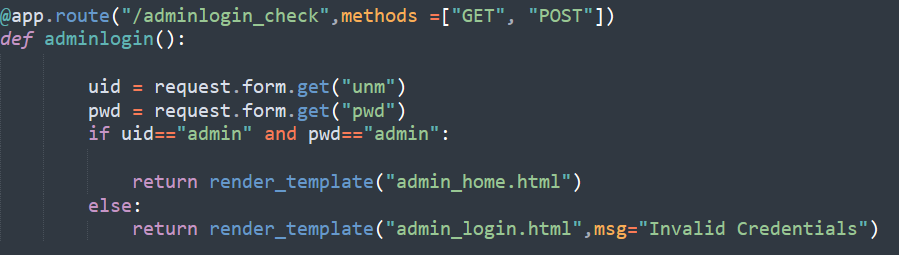 @app.route("/adminlogin_check",methods =["GET", "POST"])
def adminlogin():
uid = request.form.get("unm")
pwd = request.form.get("pwd")
if uid=="admin" and pwd=="admin":
return render_template("admin_home.html")
else:
return render_template("admin_login.html",msg="Invalid Credentials")